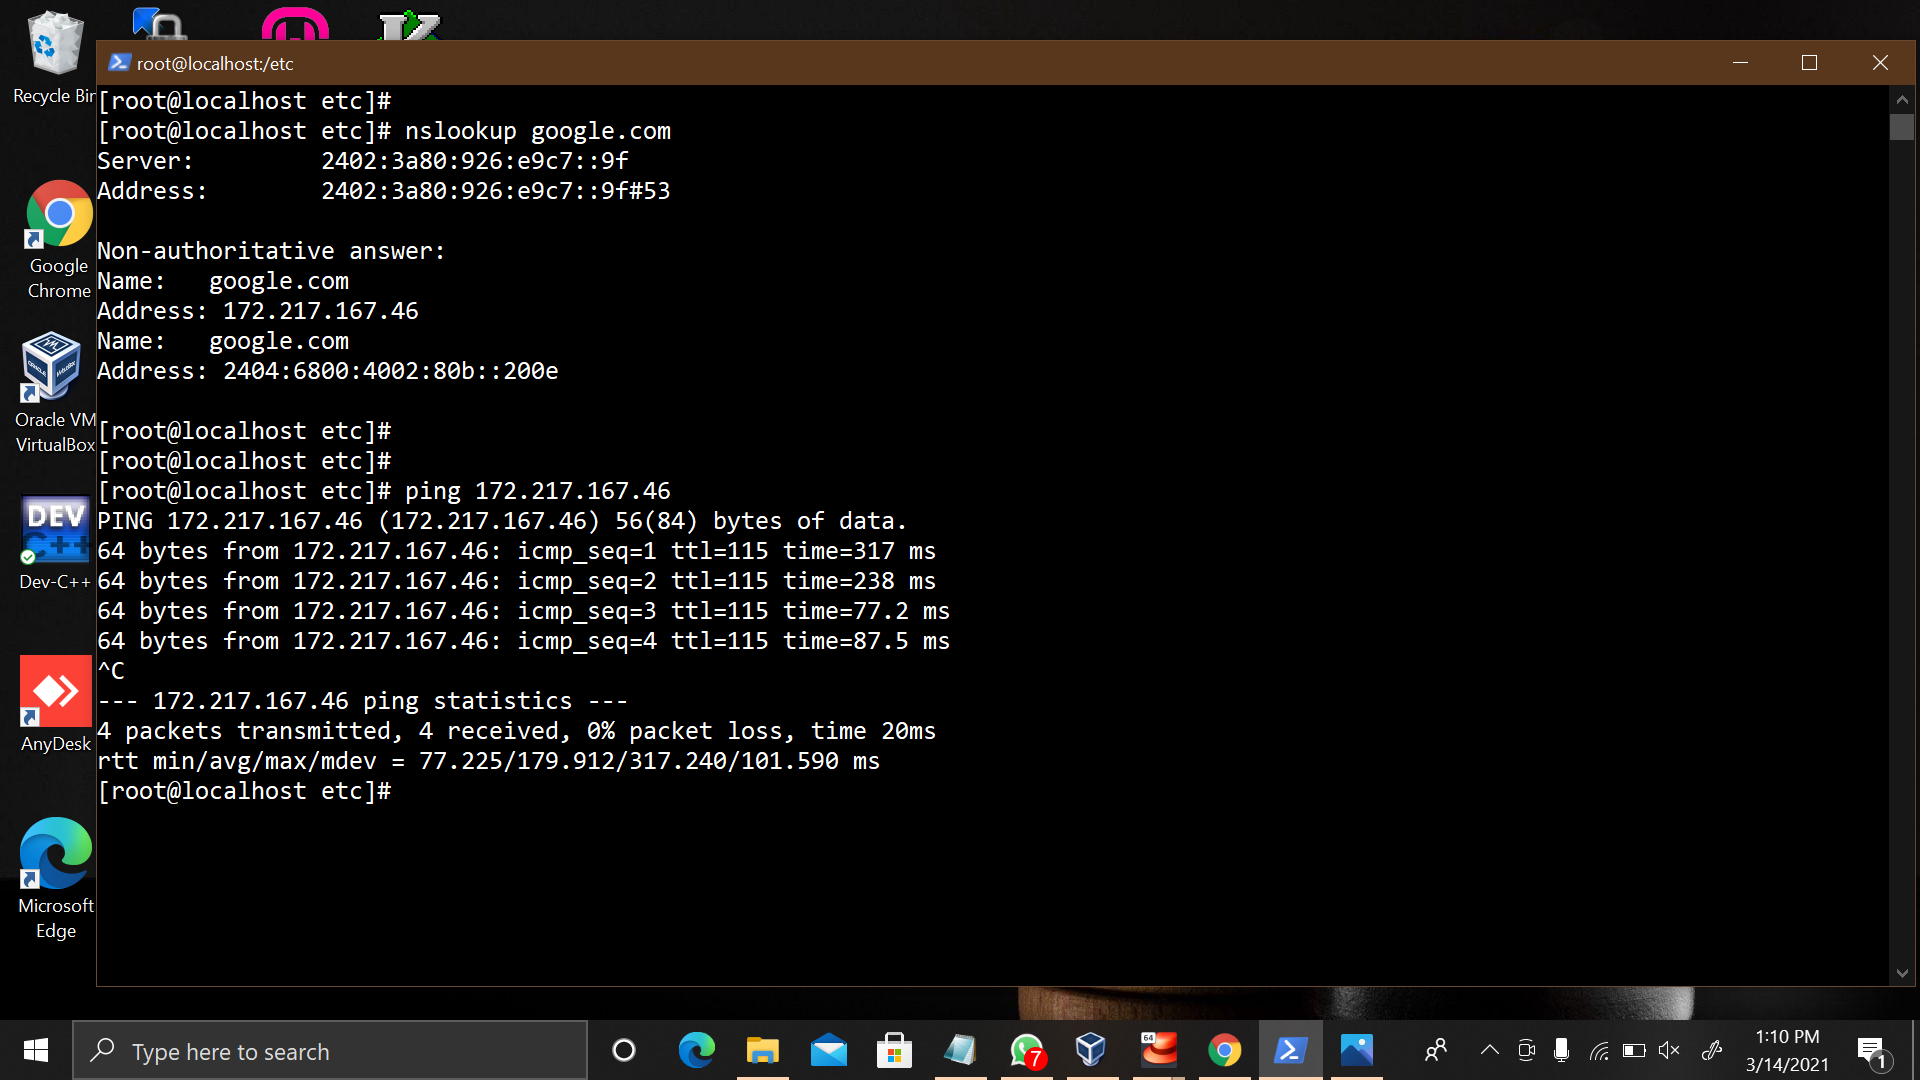 root@localhost:/etc
[root@localhost etc]#
[root@localhost etc]# nslookup google.com
Server:         2402:3a80:926:e9c7::9f
Address:        2402:3a80:926:e9c7::9f#53
Non-authoritative answer:
Name:   google.com
Address: 172.217.167.46
Name:   google.com
Address: 2404:6800:4002:80b::200e
[root@localhost etc]#
[root@localhost etc]#
[root@localhost etc]# ping 172.217.167.46
PING 172.217.167.46 (172.217.167.46) 56(84) bytes of data.
64 bytes from 172.217.167.46: icmp_seq=1 ttl=115 time=317 ms
64 bytes from 172.217.167.46: icmp_seq=2 ttl=115 time=238 ms
64 bytes from 172.217.167.46: icmp_seq=3 ttl=115 time=77.2 ms
64 bytes from 172.217.167.46: icmp_seq=4 ttl=115 time=87.5 ms
^C
--- 172.217.167.46 ping statistics ---
4 packets transmitted, 4 received, 0% packet loss, time 20ms
rtt min/avg/max/mdev = 77.225/179.912/317.240/101.590 ms
[root@localhost etc]#
Recycle Bin
Google
Chrome
Oracle VM
VirtualBox
DEV
C++
Dev-C++
AnyDesk
Microsoft
Edge
Type here to search
7
64
1:10 PM
3/14/2021
1